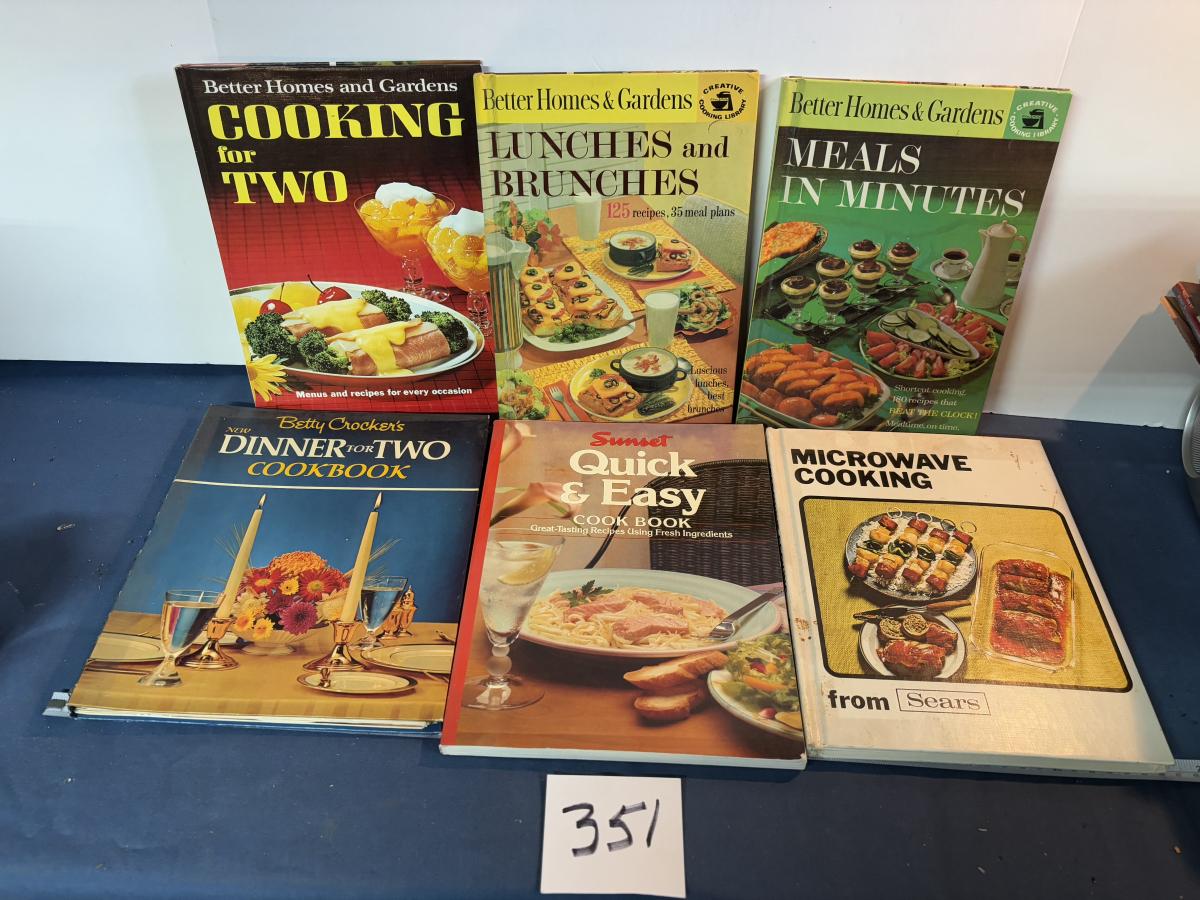 Better Homes and Gardens
COOKING
for
TWO
Menus and recipes for every occasion
Better Homes & Gardens
CREATIVE
COOKING LIBRARY
LUNCHES and
BRUNCHES
125 recipes, 35 meal plans
Luscious
lunches,
best
brunches
Better Homes & Gardens
CREATIVE
COOKING LIBRARY
MEALS
IN MINUTES
Shortcut cooking,
180 recipes that
BEAT THE CLOCK!
Mealtime, on time.
Betty Crocker's
NEW
DINNER FOR TWO
COOKBOOK
Sunset
Quick
& Easy
COOK BOOK
Great-Tasting Recipes Using Fresh Ingredients
MICROWAVE
COOKING
from Sears
351